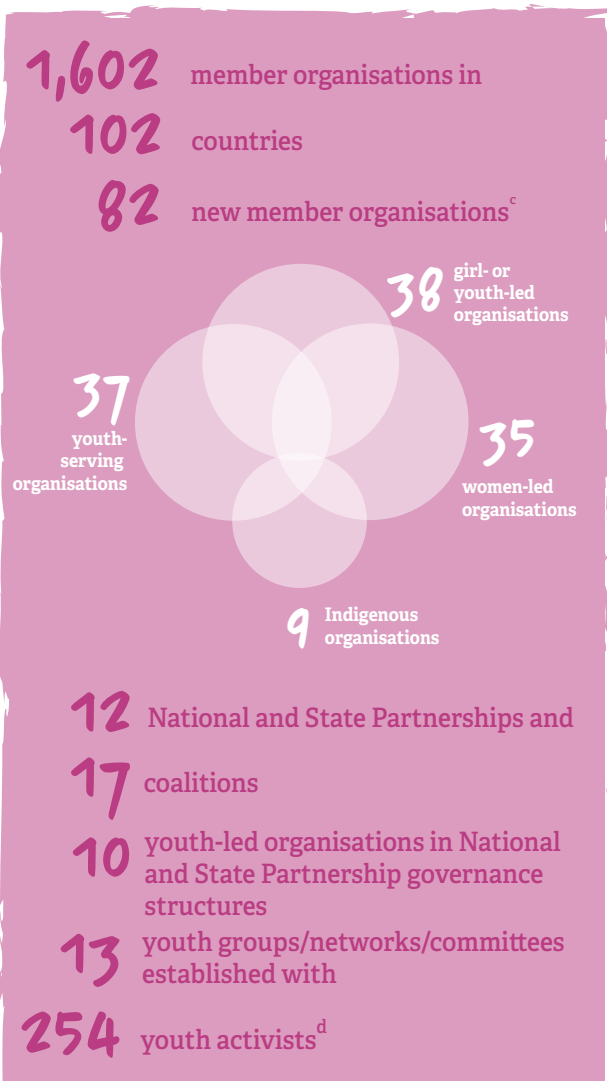 1,602 member organisations in
102 countries
82 new member organisationsᶜ
38 girl- or
youth-led
organisations
37
youth-
serving
organisations
35
women-led
organisations
9 Indigenous
organisations
12 National and State Partnerships and
17 coalitions
10 youth-led organisations in National
and State Partnership governance
structures
13 youth groups/networks/committees
established with
254 youth activistsᵈ